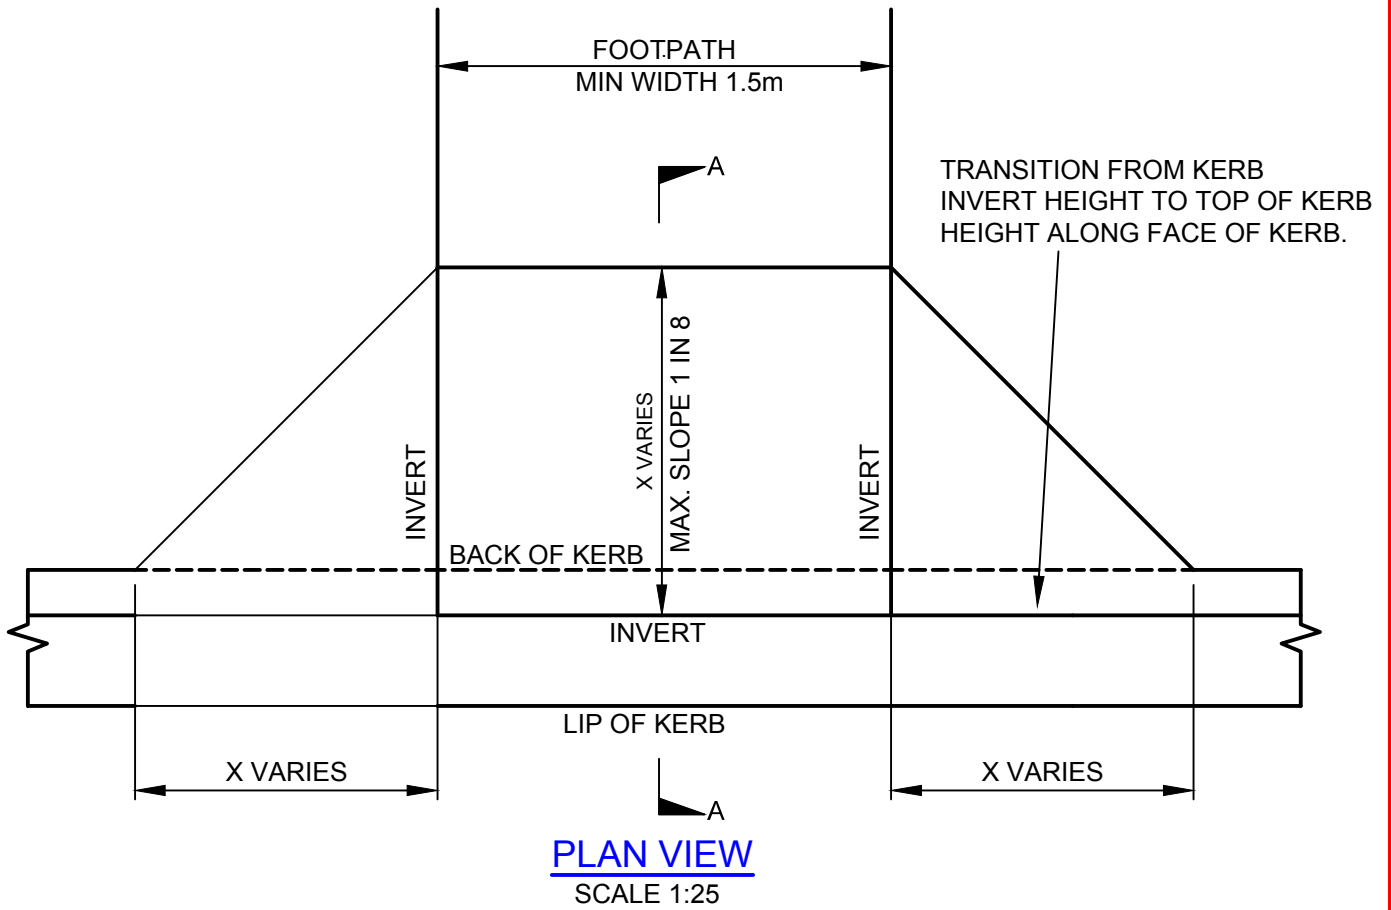 FOOTPATH
MIN WIDTH 1.5m
A
TRANSITION FROM KERB
INVERT HEIGHT TO TOP OF KERB
HEIGHT ALONG FACE OF KERB.
X VARIES
MAX. SLOPE 1 IN 8
INVERT
INVERT
BACK OF KERB
INVERT
LIP OF KERB
X VARIES
X VARIES
A
PLAN VIEW
SCALE 1:25